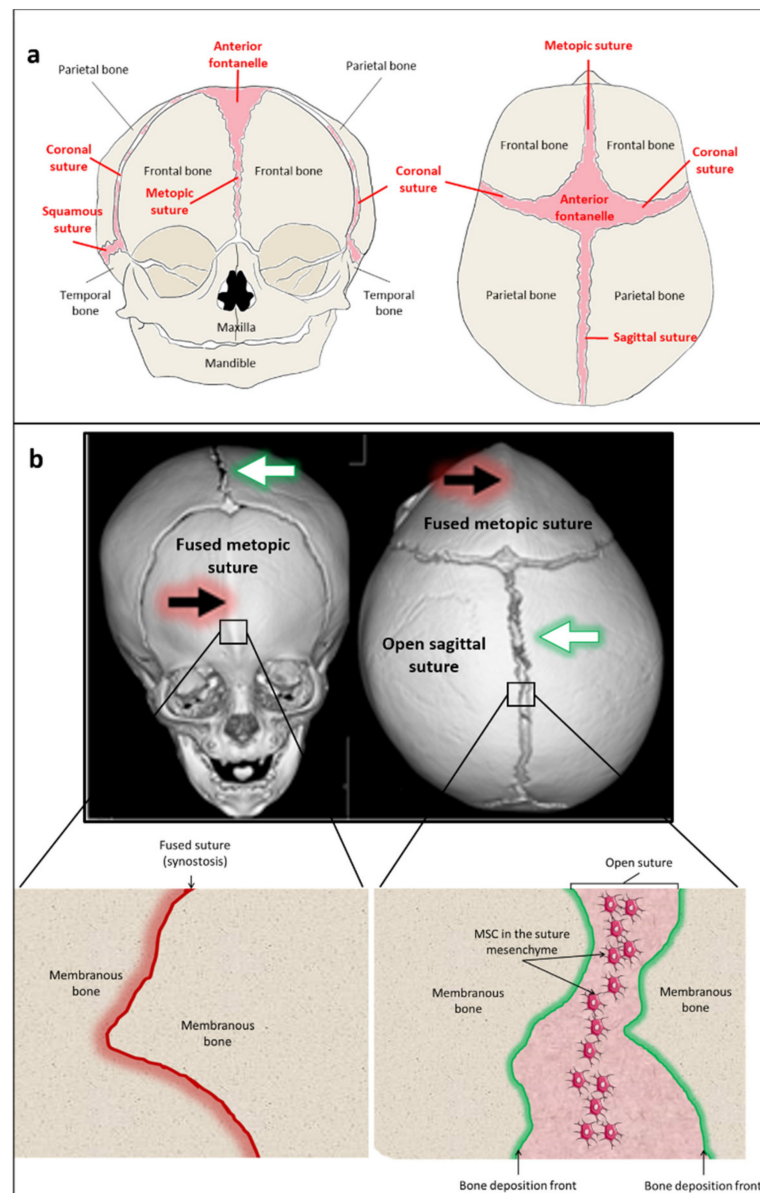 a
Anterior
fontanelle
Parietal bone
Parietal bone
Coronal
suture
Frontal bone
Frontal bone
Metopic
suture
Squamous
suture
Coronal
suture
Temporal
bone
Temporal
bone
Maxilla
Mandible
Metopic suture
Frontal bone
Frontal bone
Coronal
suture
Anterior
fontanelle
Parietal bone
Parietal bone
Sagittal suture
b
Fused metopic
suture
Fused metopic suture
Open sagittal
suture
Fused suture
(synostosis)
Membranous
bone
Membranous
bone
Open suture
MSC in the suture
mesenchyme
Membranous
bone
Membranous
bone
Bone deposition front
Bone deposition front